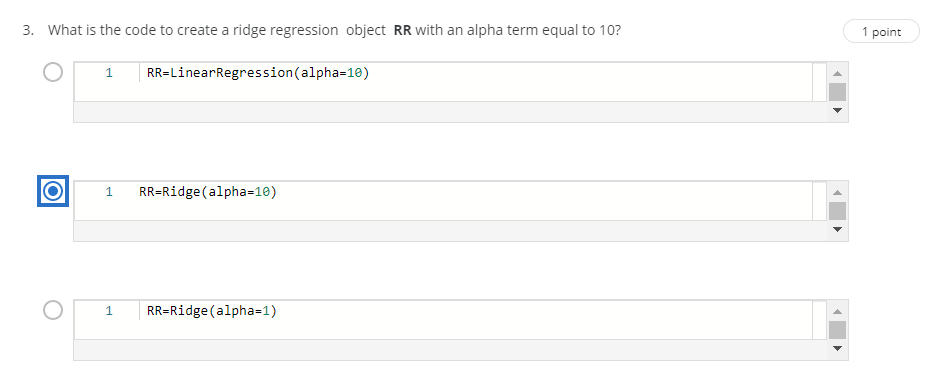 3. What is the code to create a ridge regression object RR with an alpha term equal to 10?
1 point
1 RR=LinearRegression(alpha=10)
1 RR=Ridge(alpha=10)
1 RR=Ridge(alpha=1)